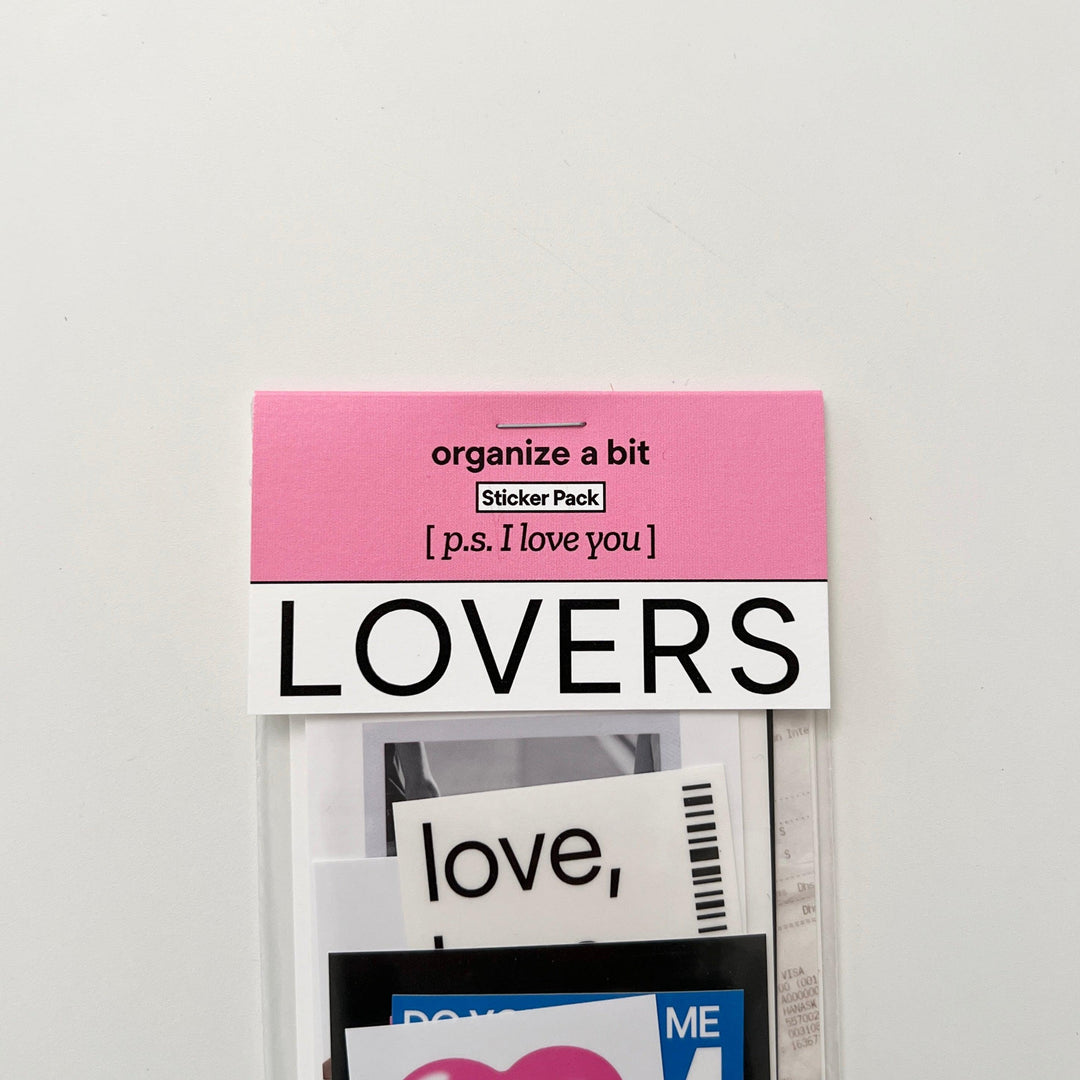 organize a bit
Sticker Pack
[ p.s. I love you ]
LOVERS
love,
ME
VISA